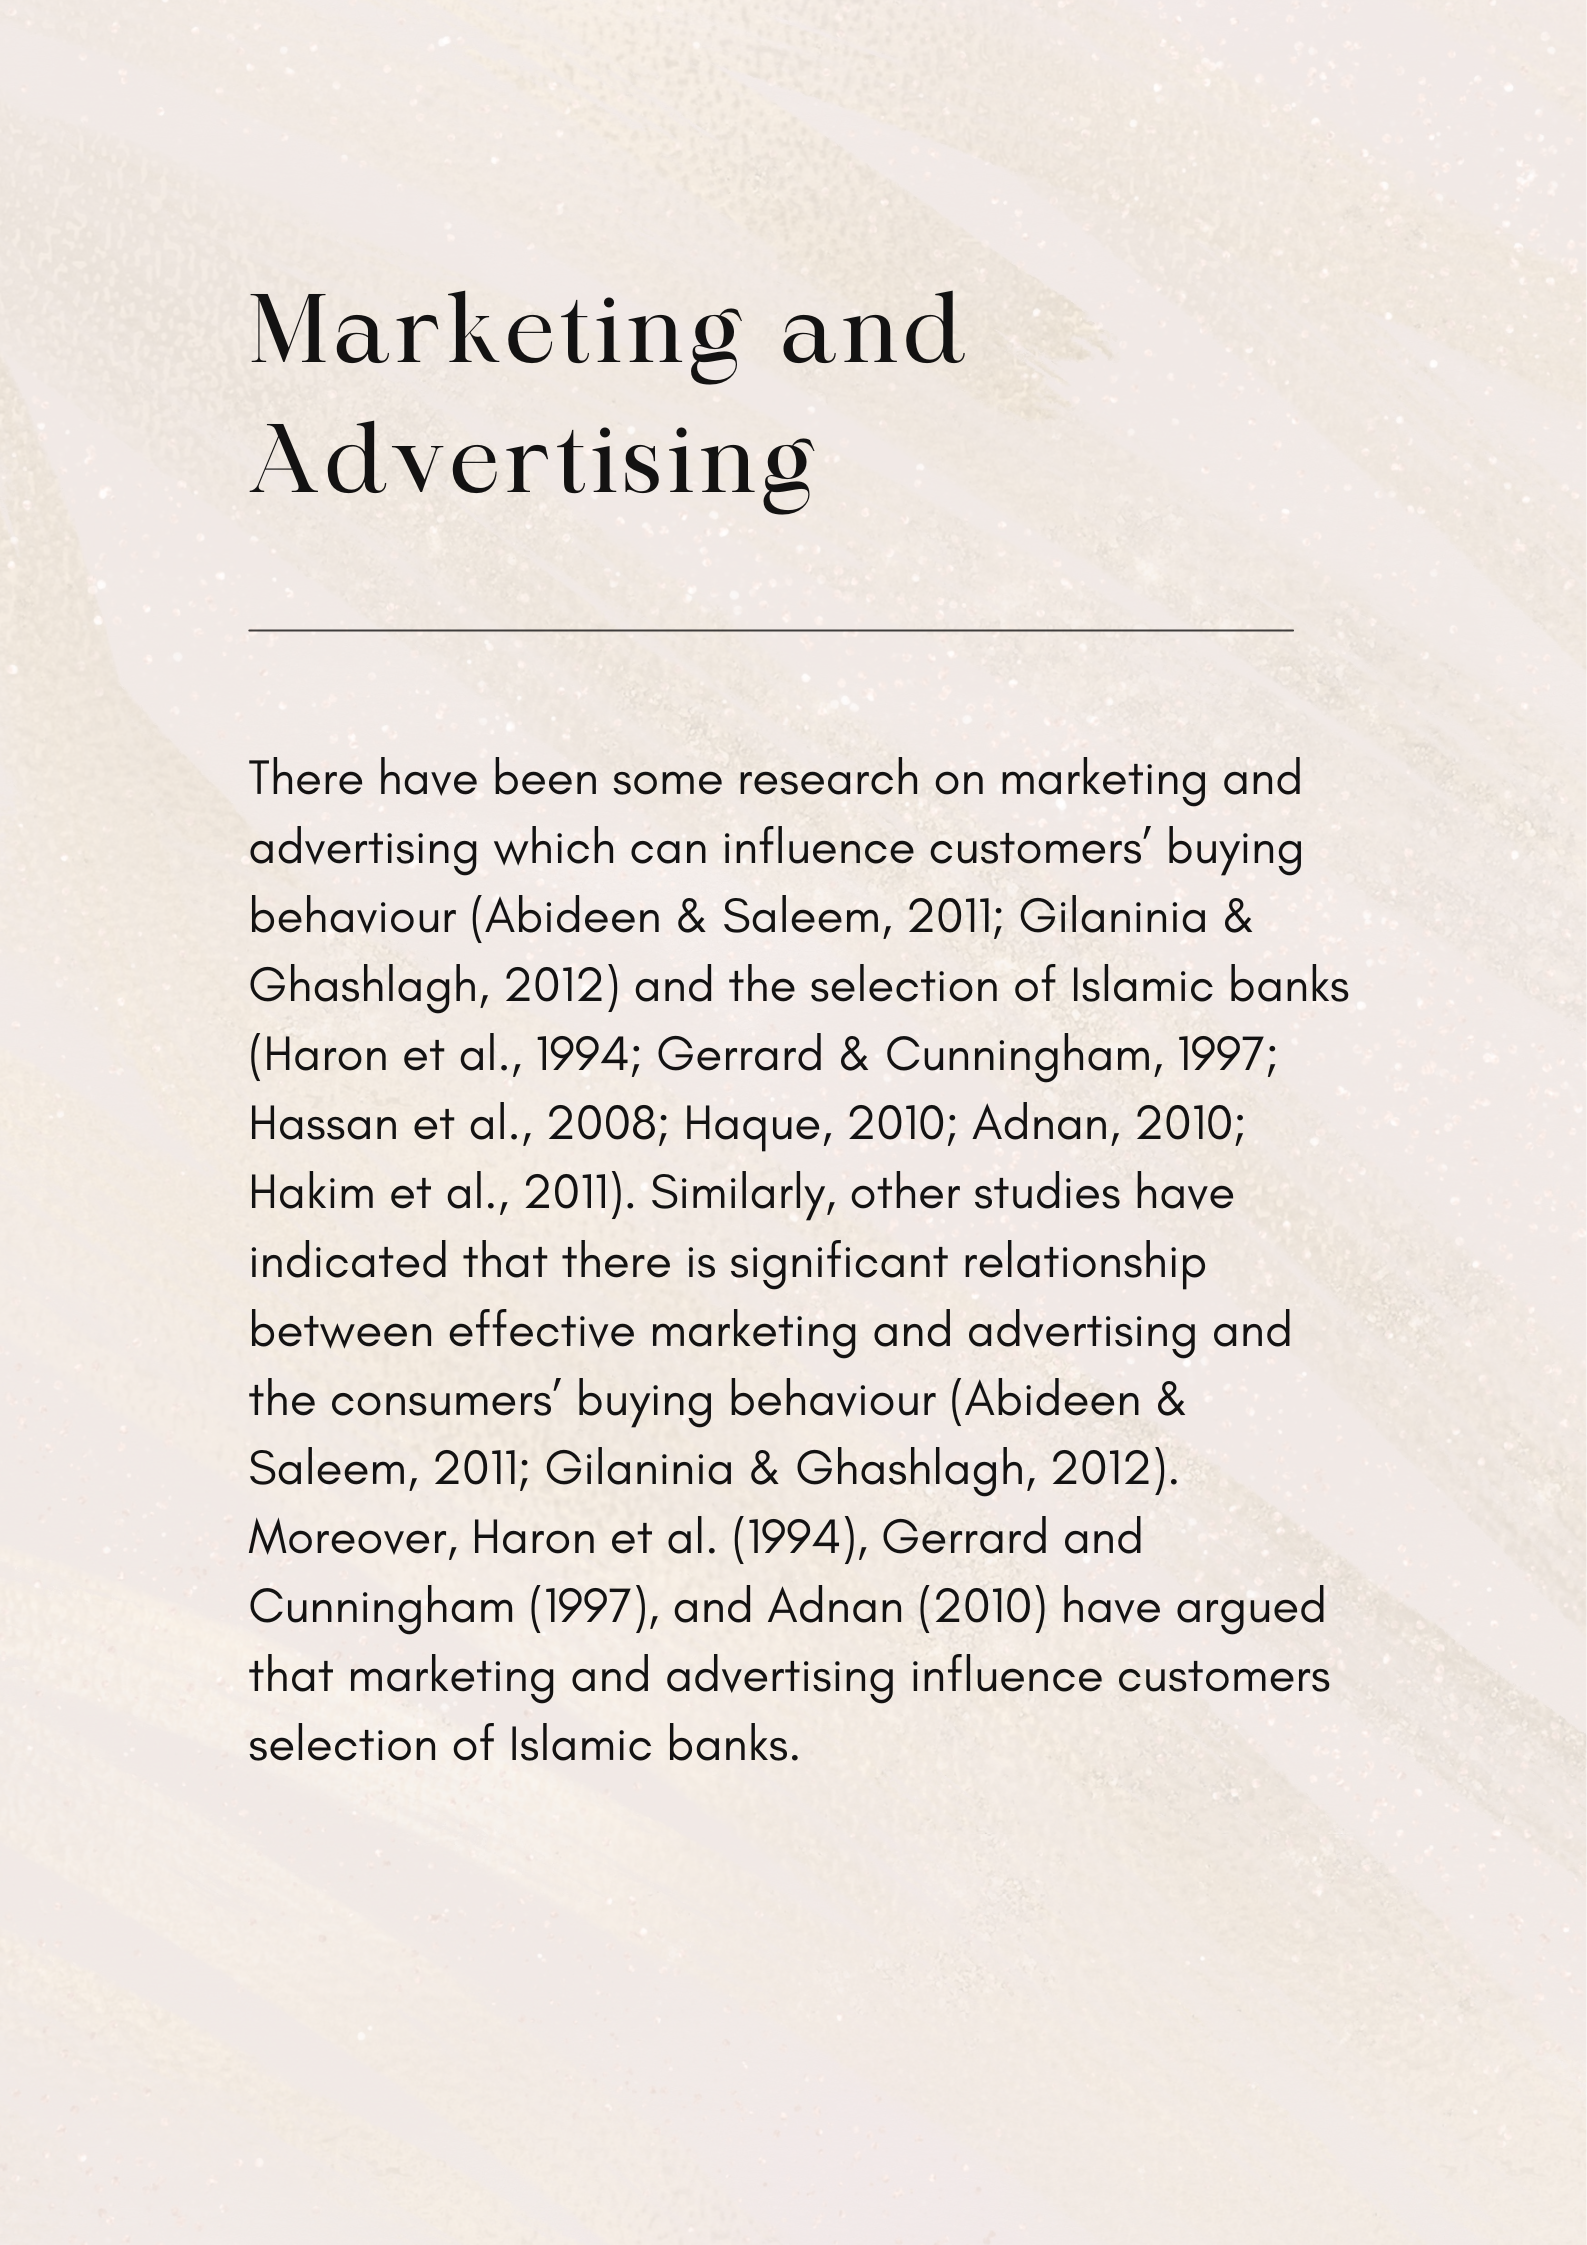 Marketing and
Advertising
There have been some research on marketing and
advertising which can influence customers’ buying
behaviour (Abideen & Saleem, 2011; Gilaninia &
Ghashlagh, 2012) and the selection of Islamic banks
(Haron et al., 1994; Gerrard & Cunningham, 1997;
Hassan et al., 2008; Haque, 2010; Adnan, 2010;
Hakim et al., 2011). Similarly, other studies have
indicated that there is significant relationship
between effective marketing and advertising and
the consumers’ buying behaviour (Abideen &
Saleem, 2011; Gilaninia & Ghashlagh, 2012).
Moreover, Haron et al. (1994), Gerrard and
Cunningham (1997), and Adnan (2010) have argued
that marketing and advertising influence customers
selection of Islamic banks.